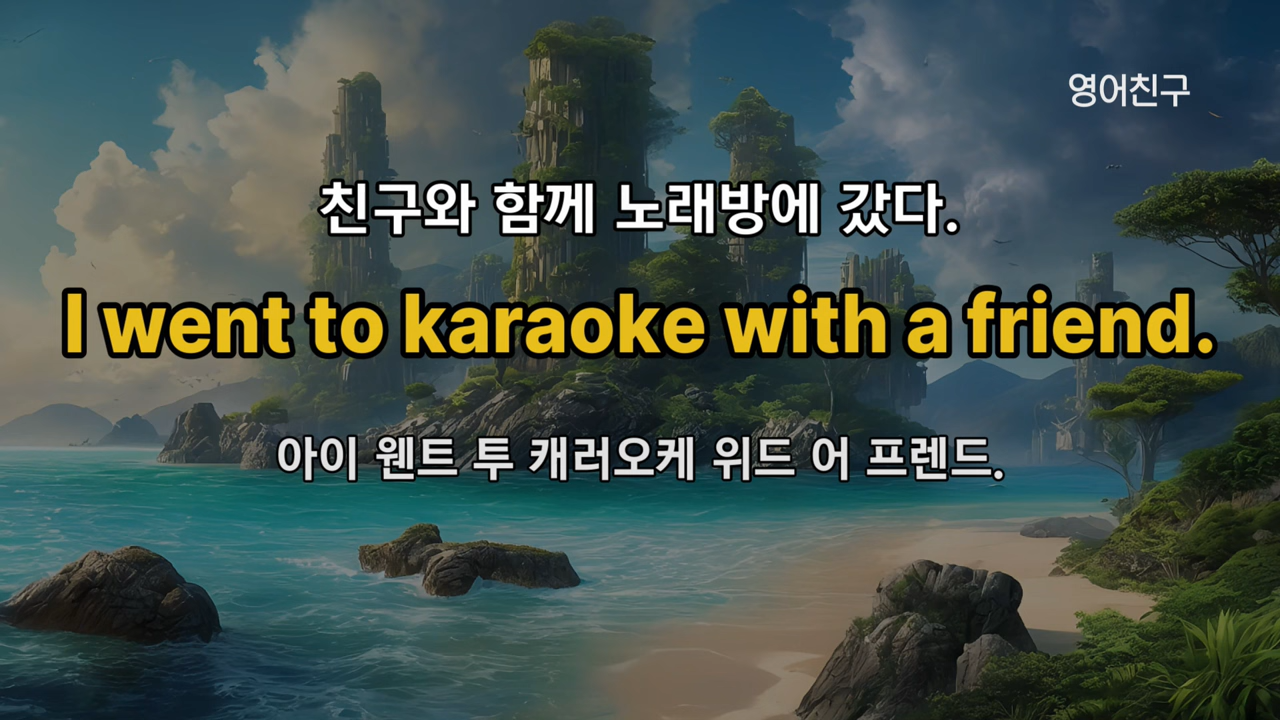 영어친구
친구와 함께 노래방에 갔다.
I went to karaoke with a friend.
아이 웬트 투 캐러오케 위드 어 프렌드.